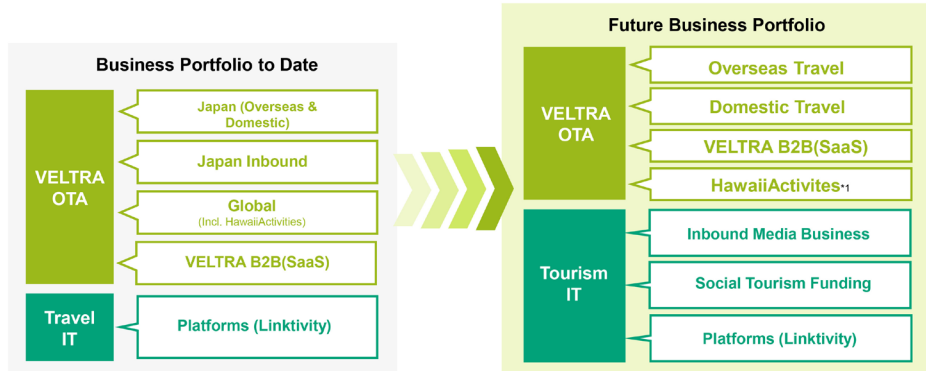 Business Portfolio to Date
VELTRA
OTA
Japan (Overseas &
Domestic)
Japan Inbound
Global
(Incl. HawaiiActivities)
VELTRA B2B(SaaS)
Travel
IT
Platforms (Linktivity)
Future Business Portfolio
VELTRA
OTA
Overseas Travel
Domestic Travel
VELTRA B2B(SaaS)
HawaiiActivites*1
Tourism
IT
Inbound Media Business
Social Tourism Funding
Platforms (Linktivity)